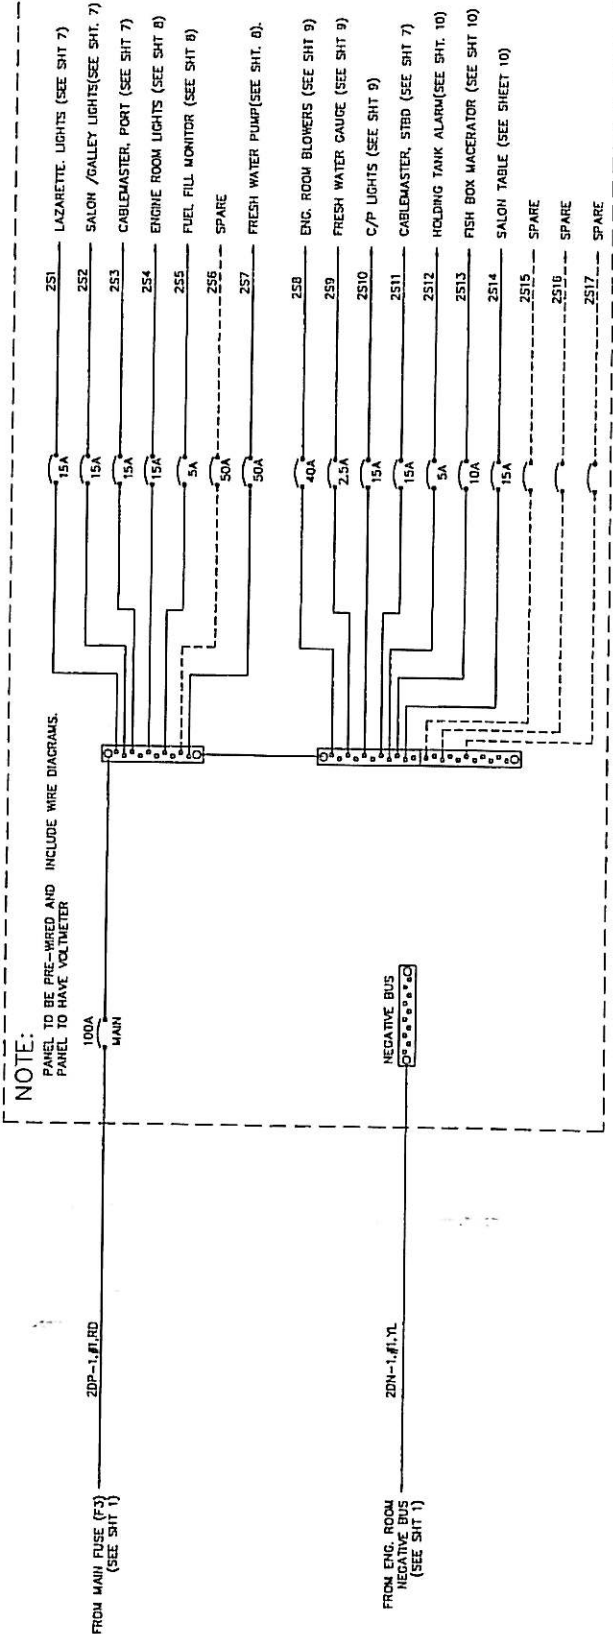 NOTE:
PANEL TO BE PRE-WIRED AND INCLUDE WIRE DIAGRAMS.
PANEL TO HAVE VOLTMETER
FROM MAIN FUSE (F3)
(SEE SHT 1)
2DP-1,#1,RD
100A
MAIN
FROM ENG. ROOM
NEGATIVE BUS
(SEE SHT 1)
2DN-1,#1,YL
NEGATIVE BUS
15A 2S1 LAZARETTE. LIGHTS (SEE SHT 7)
15A 2S2 SALON /GALLEY LIGHTS(SEE SHT. 7)
15A 2S3 CABLEMASTER, PORT (SEE SHT 7)
15A 2S4 ENGINE ROOM LIGHTS (SEE SHT 8)
5A 2S5 FUEL FILL MONITOR (SEE SHT 8)
50A 2S6 SPARE
50A 2S7 FRESH WATER PUMP(SEE SHT. 8).
40A 2S8 ENG. ROOM BLOWERS (SEE SHT 9)
2.5A 2S9 FRESH WATER GAUGE (SEE SHT 9)
15A 2S10 C/P LIGHTS (SEE SHT 9)
15A 2S11 CABLEMASTER, STBD (SEE SHT 7)
5A 2S12 HOLDING TANK ALARM(SEE SHT. 10)
10A 2S13 FISH BOX MACERATOR (SEE SHT 10)
15A 2S14 SALON TABLE (SEE SHEET 10)
2S15 SPARE
2S16 SPARE
2S17 SPARE